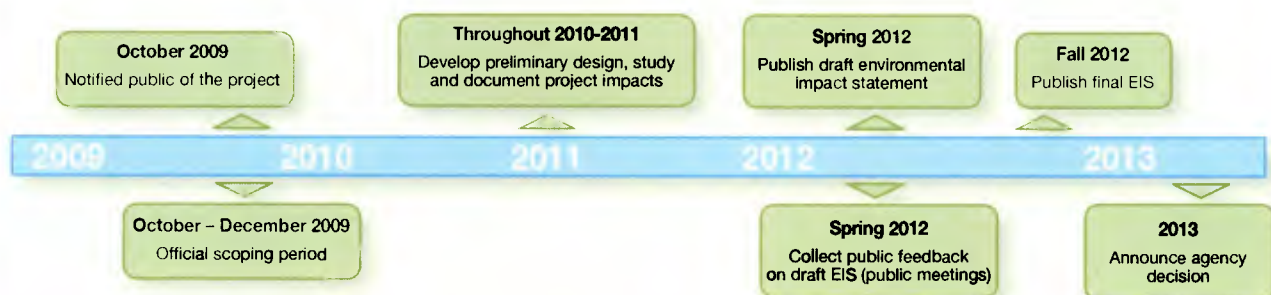 October 2009
Notified public of the project
Throughout 2010-2011
Develop preliminary design, study
and document project impacts
Spring 2012
Publish draft environmental
impact statement
Fall 2012
Publish final EIS
2009 2010 2011 2012 2013
October – December 2009
Official scoping period
Spring 2012
Collect public feedback
on draft EIS (public meetings)
2013
Announce agency
decision